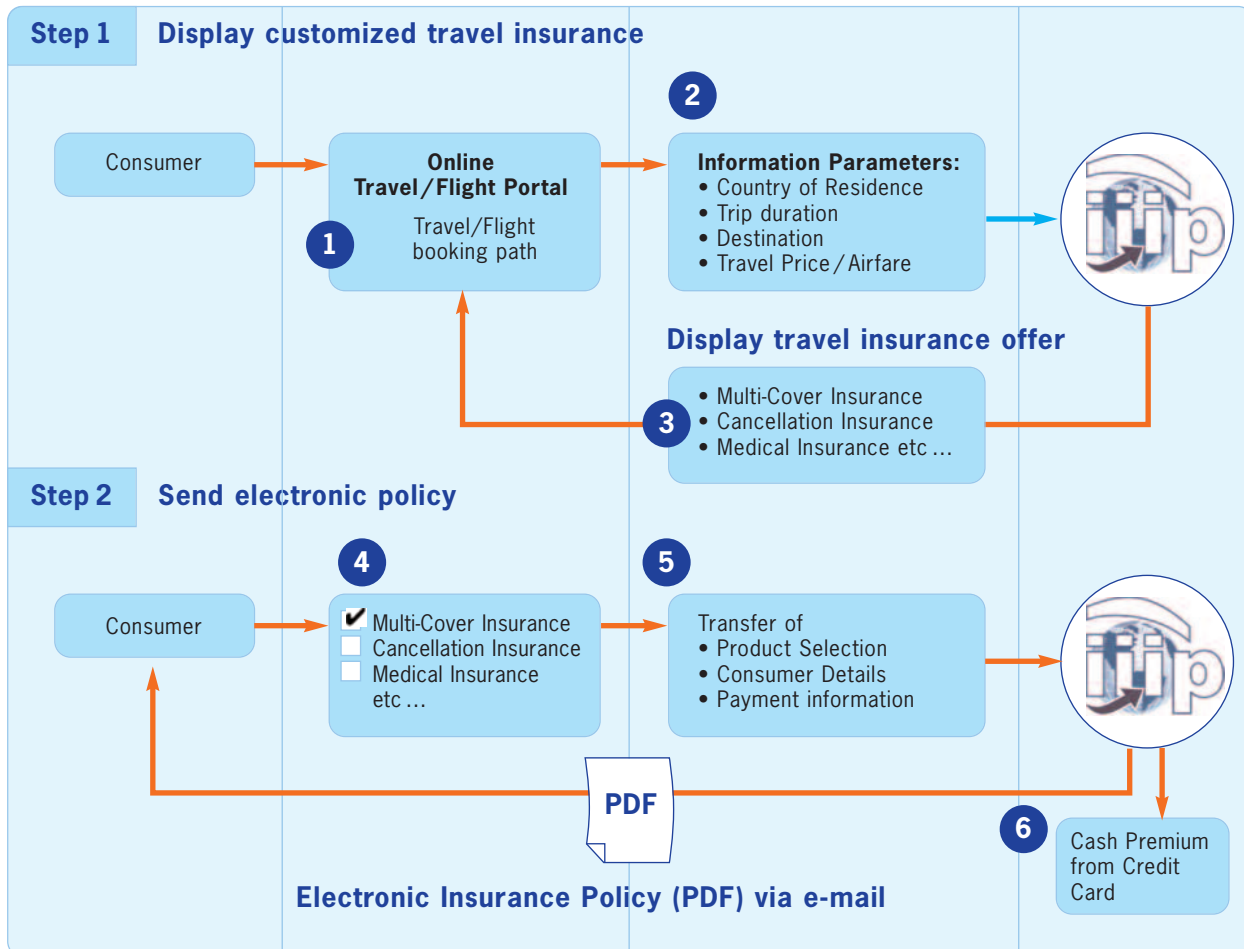 Step 1 Display customized travel insurance
2
Consumer
Online
Travel/Flight Portal
Travel/Flight
booking path
1
Information Parameters:
• Country of Residence
• Trip duration
• Destination
• Travel Price/Airfare
ifiip
Display travel insurance offer
3
• Multi-Cover Insurance
• Cancellation Insurance
• Medical Insurance etc ...
Step 2 Send electronic policy
4
5
Consumer
Multi-Cover Insurance
Cancellation Insurance
Medical Insurance
etc ...
Transfer of
• Product Selection
• Consumer Details
• Payment information
ifiip
PDF
6
Cash Premium
from Credit
Card
Electronic Insurance Policy (PDF) via e-mail